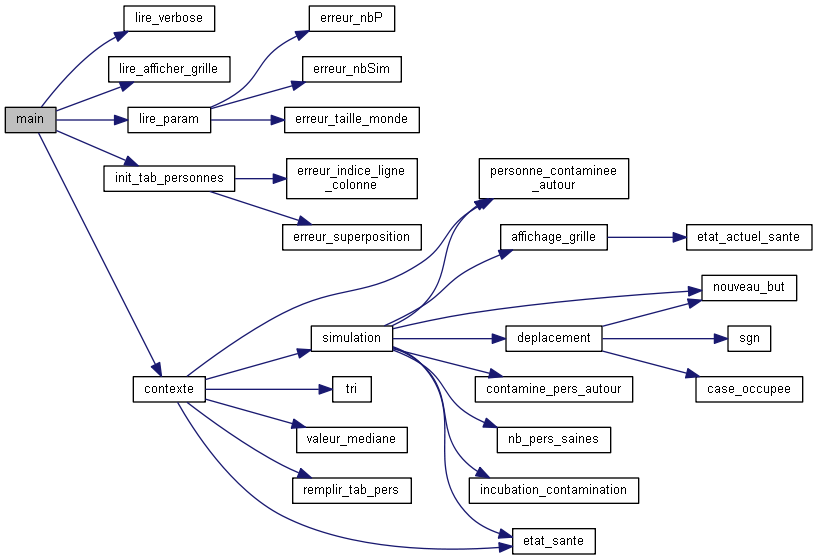 lire_verbose
erreur_nbP
lire_afficher_grille
erreur_nbSim
main
lire_param
erreur_taille_monde
init_tab_personnes
erreur_indice_ligne
_colonne
personne_contaminee
_autour
erreur_superposition
affichage_grille
etat_actuel_sante
nouveau_but
simulation
deplacement
sgn
contexte
tri
contamine_pers_autour
case_occupee
valeur_mediane
nb_pers_saines
remplir_tab_pers
incubation_contamination
etat_sante